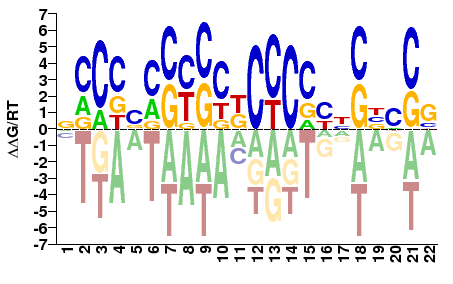 7
6
5
4
3
2
1
0
-1
-2
-3
-4
-5
-6
-7
ΔΔG/RT
G C
C A G T
C A G T
C G T A
C A
C A G T
C G A T
C T G A
C G A T
C T G A
T G A C
C A G T
C T A G
C A G T
C G A T
C T G
T
C G A T
T C G A
C G
C G A T
G C A
1 2 3 4 5 6 7 8 9 10 11 12 13 14 15 16 17 18 19 20 21 22